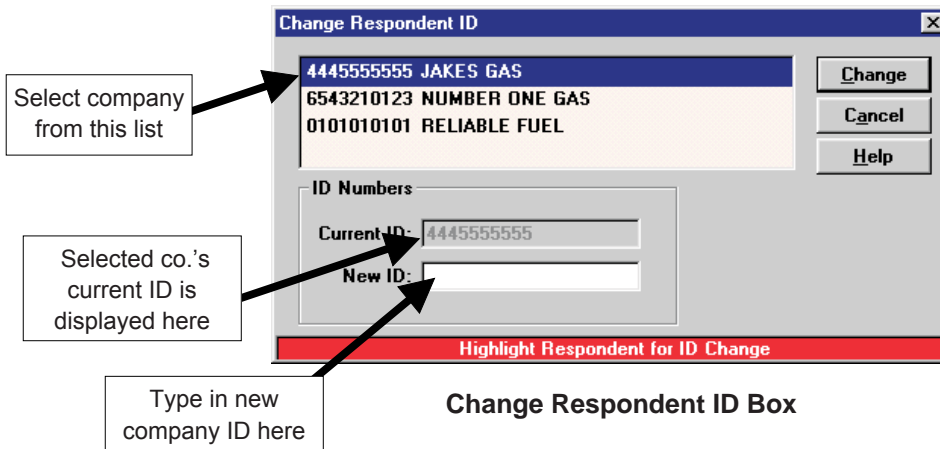 Change Respondent ID
4445555555 JAKES GAS
6543210123 NUMBER ONE GAS
0101010101 RELIABLE FUEL
Change
Cancel
Help
Select company
from this list
ID Numbers
Current ID: 4445555555
New ID:
Selected co.'s
current ID is
displayed here
Highlight Respondent for ID Change
Type in new
company ID here
Change Respondent ID Box